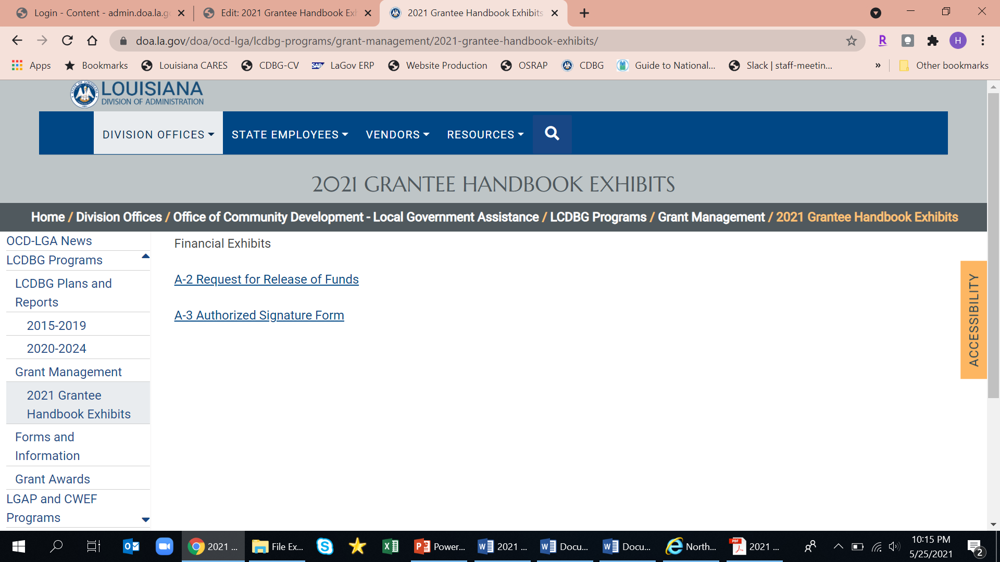 Login - Content - admin.doa.la.g
Edit: 2021 Grantee Handbook Ex
2021 Grantee Handbook Exhibits
doa.la.gov/doa/ocd-lga/lcdbg-programs/grant-management/2021-grantee-handbook-exhibits/
R
H
Apps
Bookmarks
Louisiana CARES
CDBG-CV
SAP
LaGov ERP
Website Production
OSRAP
CDBG
Guide to National...
Slack | staff-meetin...
»
Other bookmarks
LOUISIANA
DIVISION OF ADMINISTRATION
DIVISION OFFICES
STATE EMPLOYEES
VENDORS
RESOURCES
2021 GRANTEE HANDBOOK EXHIBITS
Home / Division Offices / Office of Community Development - Local Government Assistance / LCDBG Programs / Grant Management / 2021 Grantee Handbook Exhibits
OCD-LGA News
LCDBG Programs
LCDBG Plans and
Reports
2015-2019
2020-2024
Grant Management
2021 Grantee
Handbook Exhibits
Forms and
Information
Grant Awards
LGAP and CWEF
Programs
Financial Exhibits
A-2 Request for Release of Funds
A-3 Authorized Signature Form
ACCESSIBILITY
2021 ...
File Ex...
Power...
2021 ...
Docu...
Docu...
North...
PDF
2021 ...
10:15 PM
5/25/2021
2